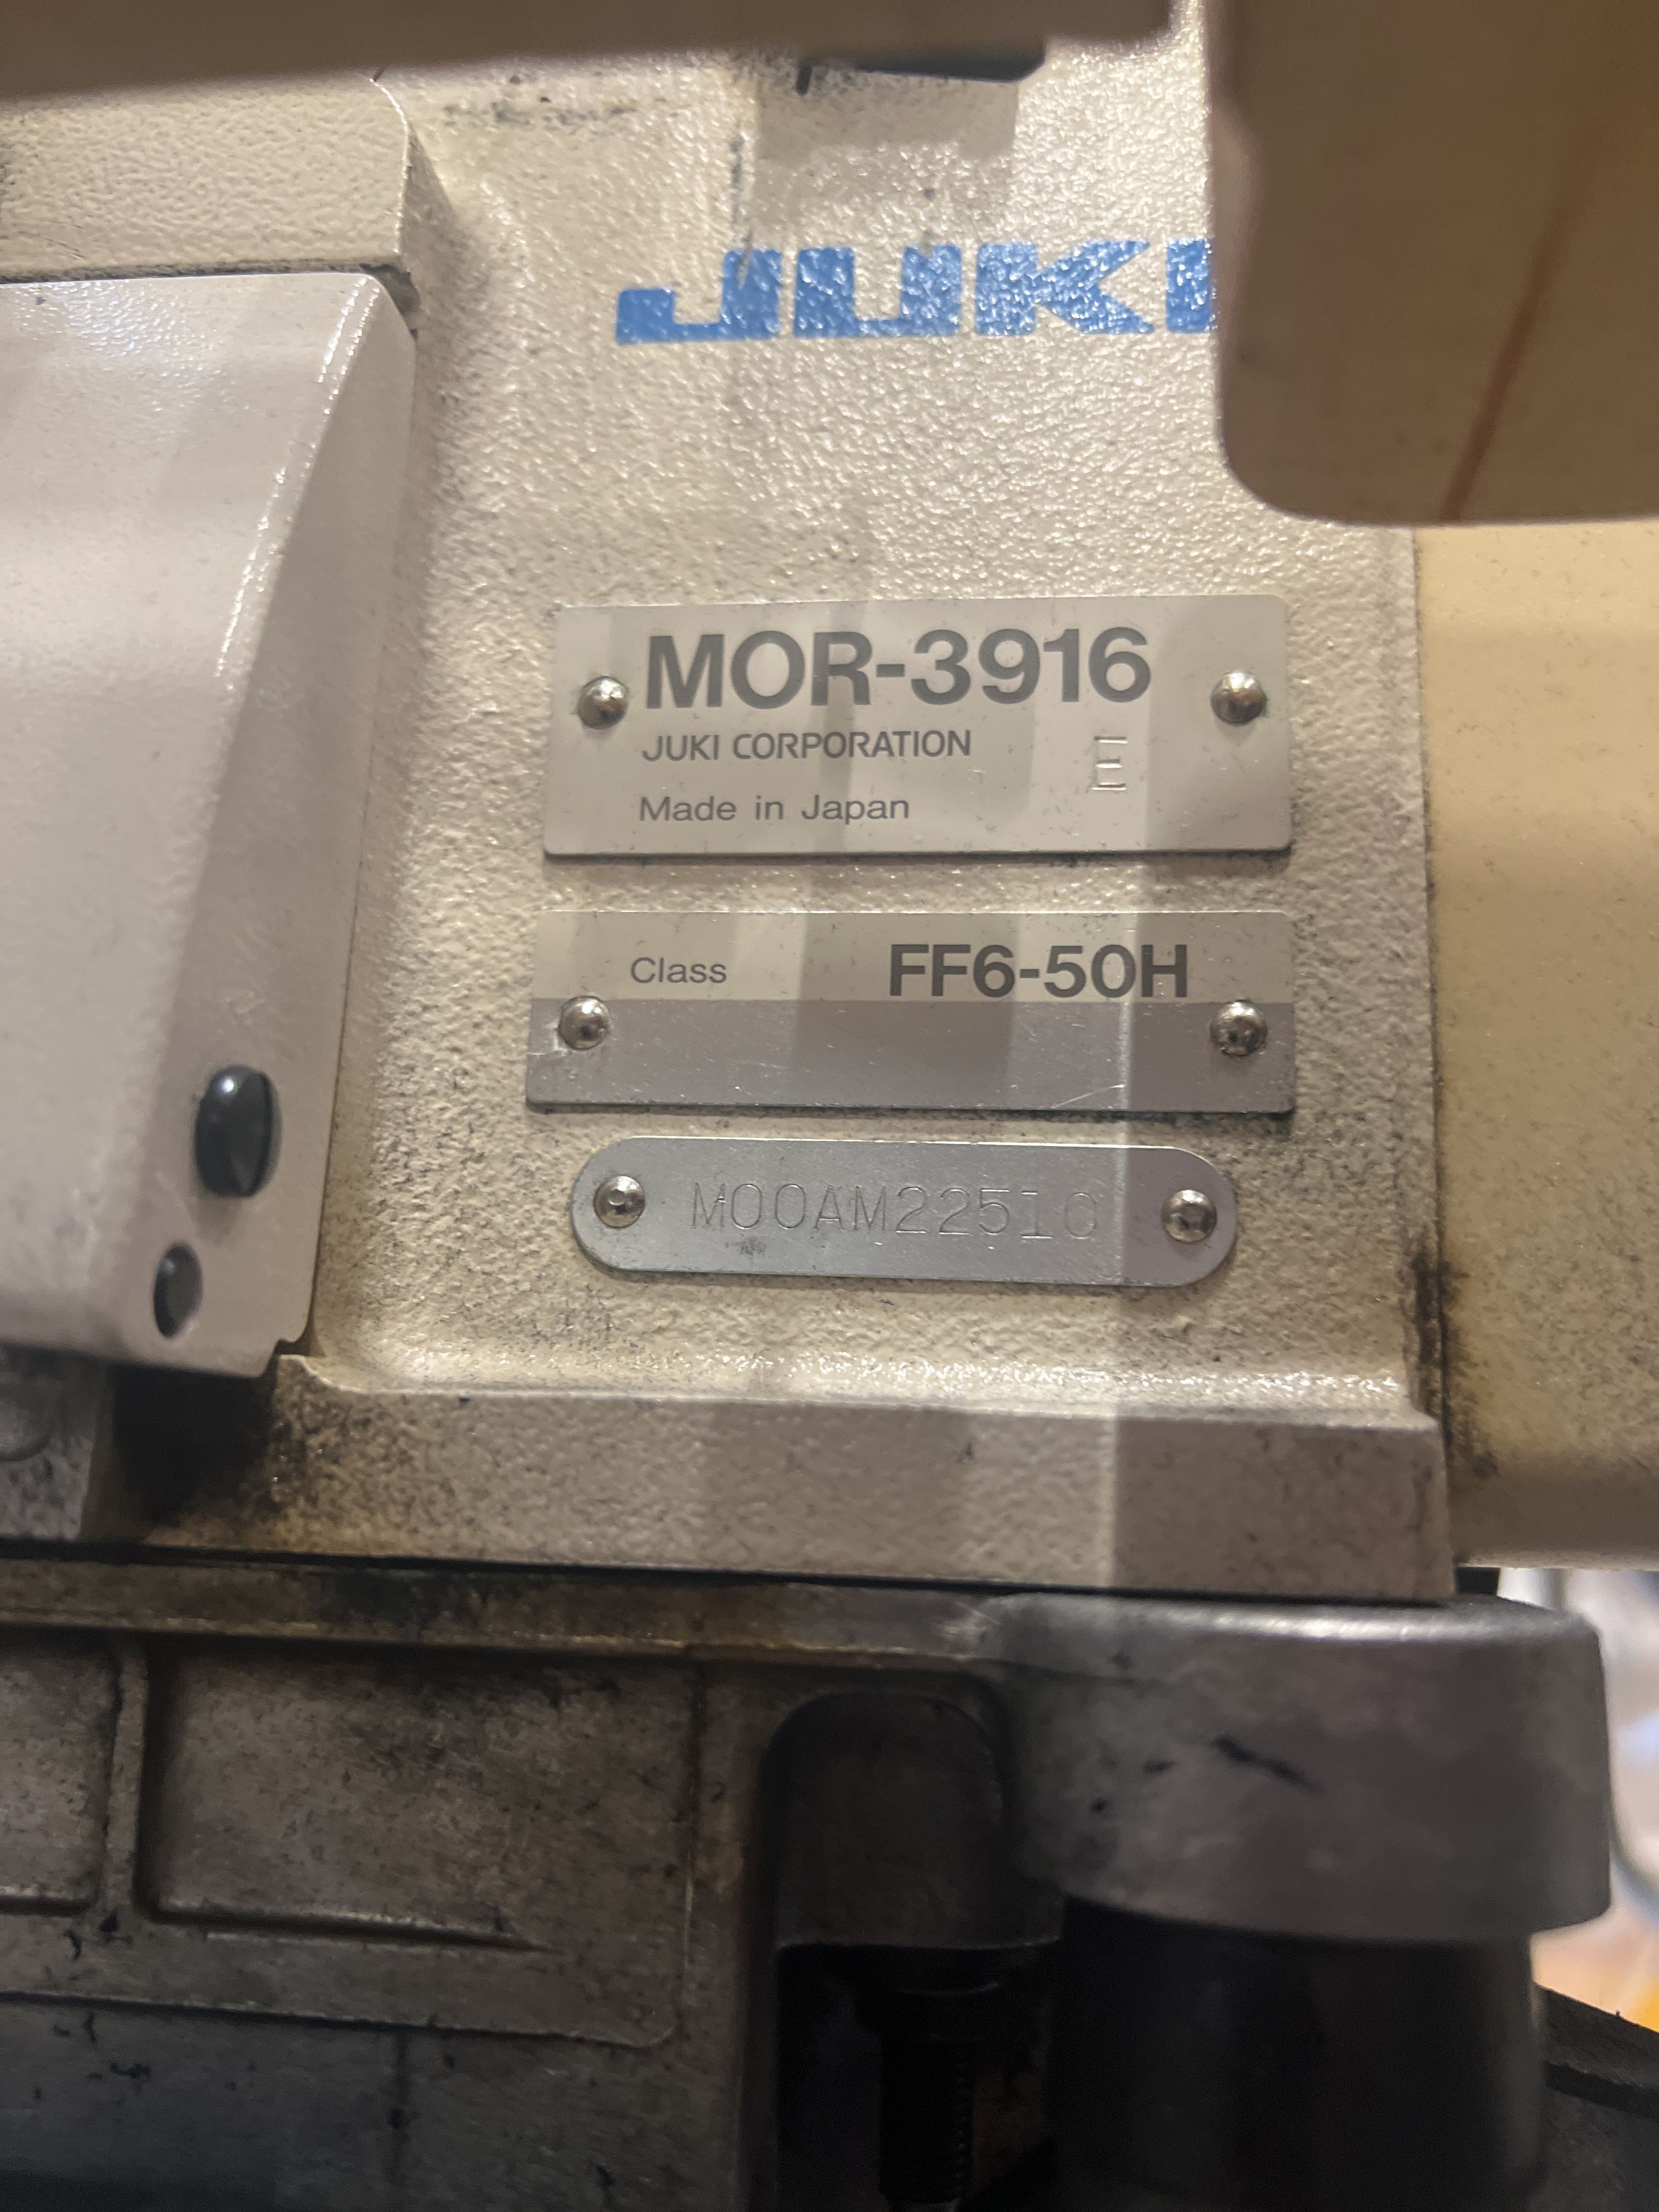 JUKI
MOR-3916
JUKI CORPORATION
E
Made in Japan
Class FF6-50H
M00AM22510